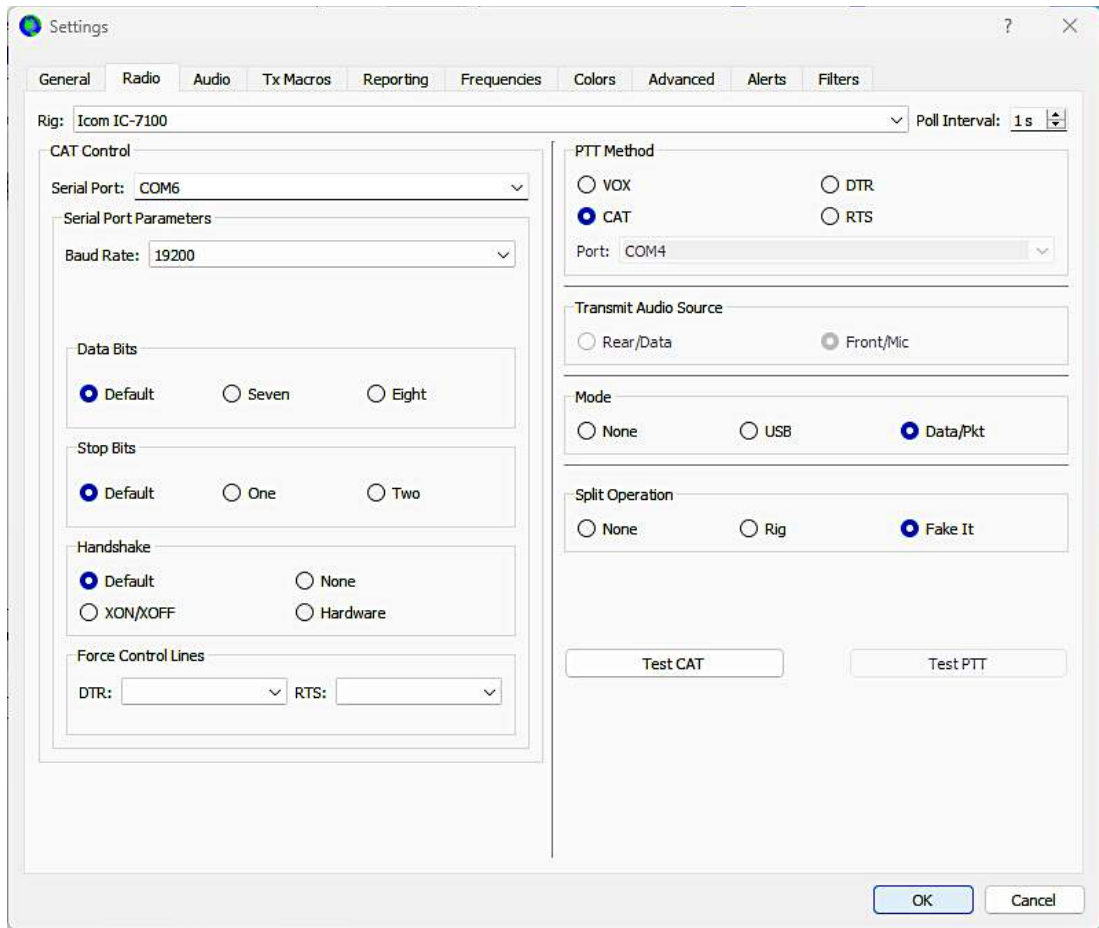 Settings
General Radio Audio Tx Macros Reporting Frequencies Colors Advanced Alerts Filters
Rig: Icom IC-7100 Poll Interval: 1 s
CAT Control
Serial Port: COM6
Serial Port Parameters
Baud Rate: 19200
Data Bits
Default Seven Eight
Stop Bits
Default One Two
Handshake
Default None
XON/XOFF Hardware
Force Control Lines
DTR: RTS:
PTT Method
VOX DTR
CAT RTS
Port: COM4
Transmit Audio Source
Rear/Data Front/Mic
Mode
None USB Data/Pkt
Split Operation
None Rig Fake It
Test CAT Test PTT
OK Cancel